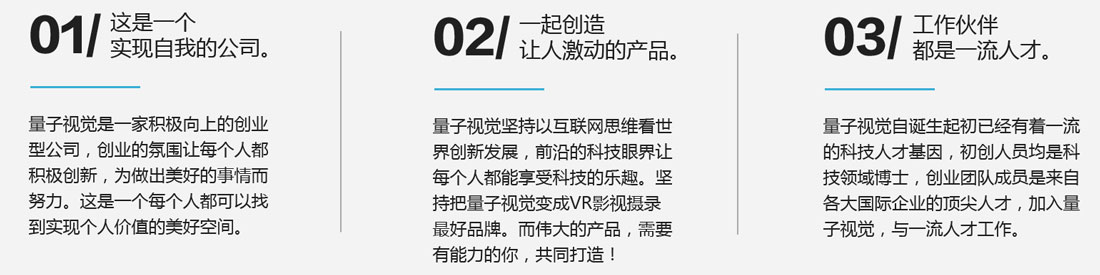 01/ 这是一个
实现自我的公司。
量子视觉是一家积极向上的创业
型公司，创业的氛围让每个人都
积极创新，为做出美好的事情而
努力。这是一个每个人都可以找
到实现个人价值的美好空间。
02/ 一起创造
让人激动的产品。
量子视觉坚持以互联网思维看世
界创新发展，前沿的科技眼界让
每个人都能享受科技的乐趣。坚
持把量子视觉变成VR影视摄录
最好品牌。而伟大的产品，需要
有能力的你，共同打造！
03/ 工作伙伴
都是一流人才。
量子视觉自诞生起初已经有着一流
的科技人才基因，初创人员均是科
技领域博士，创业团队成员是来自
各大国际企业的顶尖人才，加入量
子视觉，与一流人才工作。